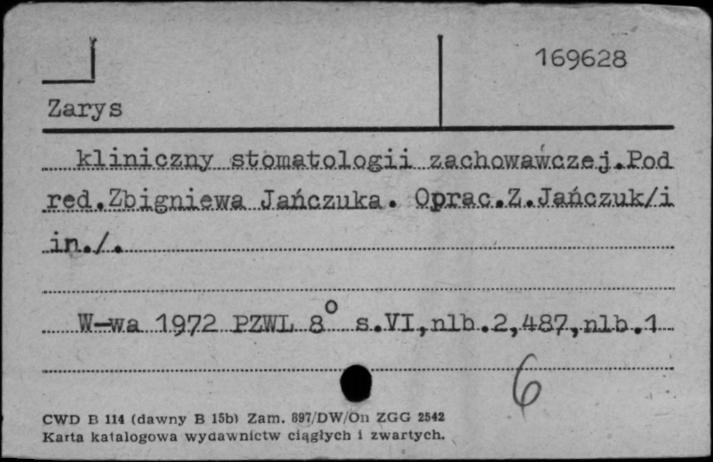 169628
Zarys
kliniczny stomatologii zachowawczej.Pod
red.Zbigniewa Jańczuka. Oprac.Z.Jańczuk/i
in./.
W-wa 1972 PZWL 8° s.VI,nlb.2,487,nlb.1
6
CWD B 114 (dawny B 15b) Zam. 897/DW/On ZGG 2542
Karta katalogowa wydawnictw ciągłych i zwartych.